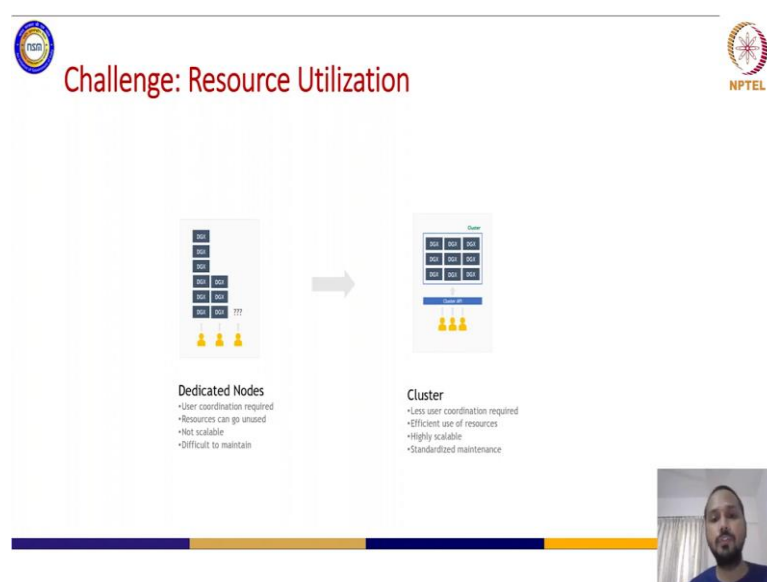 nsm
NPTEL
Challenge: Resource Utilization
DGX
DGX
DGX
DGX DGX
DGX DGX
DGX DGX ???
Cluster
DGX DGX DGX
DGX DGX DGX
DGX DGX DGX
Cluster API
Dedicated Nodes
•User coordination required
•Resources can go unused
•Not scalable
•Difficult to maintain
Cluster
•Less user coordination required
•Efficient use of resources
•Highly scalable
•Standardized maintenance